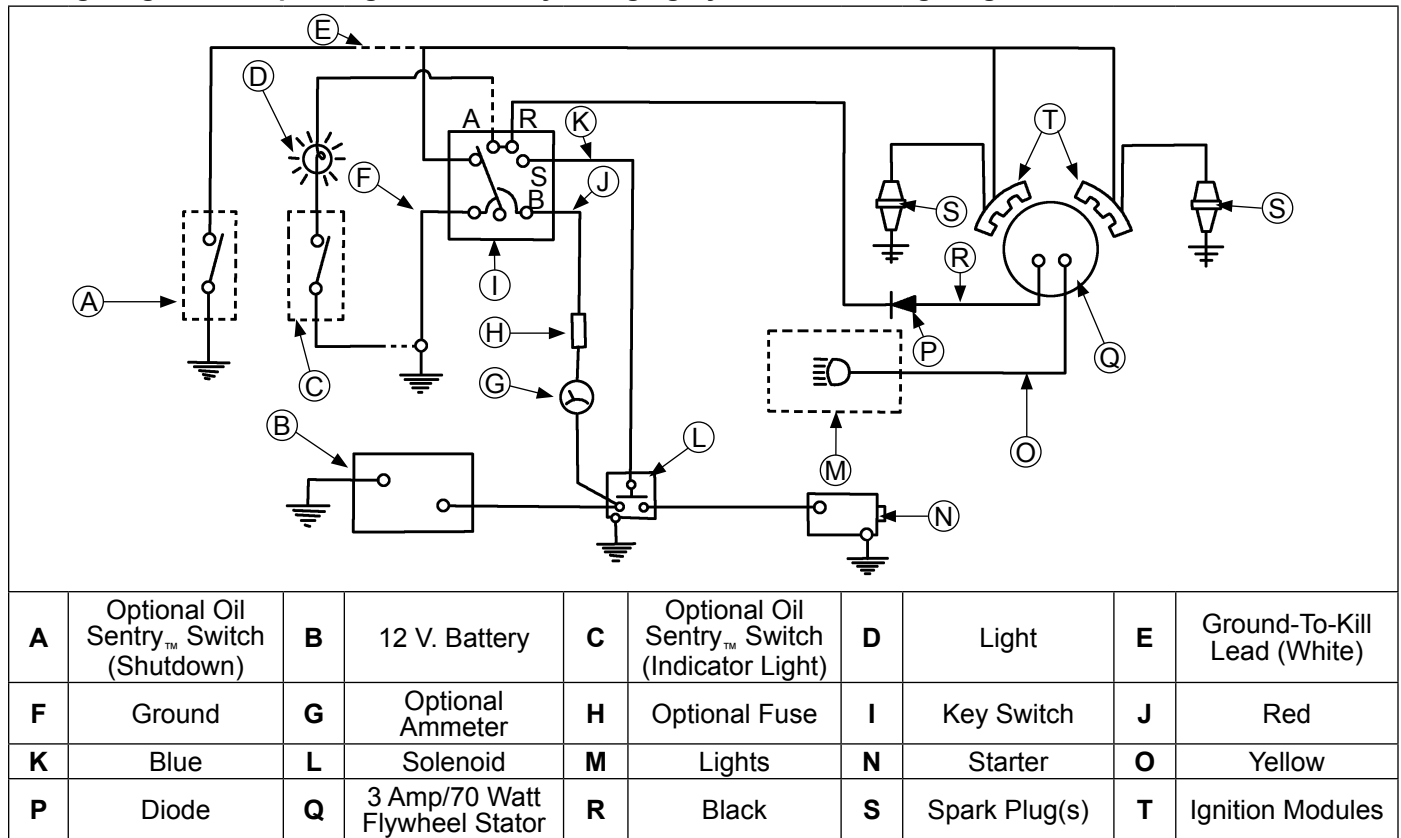 E
D
A R
K
T
F
S
J
B
S
S
R
A
I
H
C
P
Q
G
B
L
O
M
N
A Optional Oil Sentry™ Switch (Shutdown) B 12 V. Battery C Optional Oil Sentry™ Switch (Indicator Light) D Light E Ground-To-Kill Lead (White)
F Ground G Optional Ammeter H Optional Fuse I Key Switch J Red
K Blue L Solenoid M Lights N Starter O Yellow
P Diode Q 3 Amp/70 Watt Flywheel Stator R Black S Spark Plug(s) T Ignition Modules